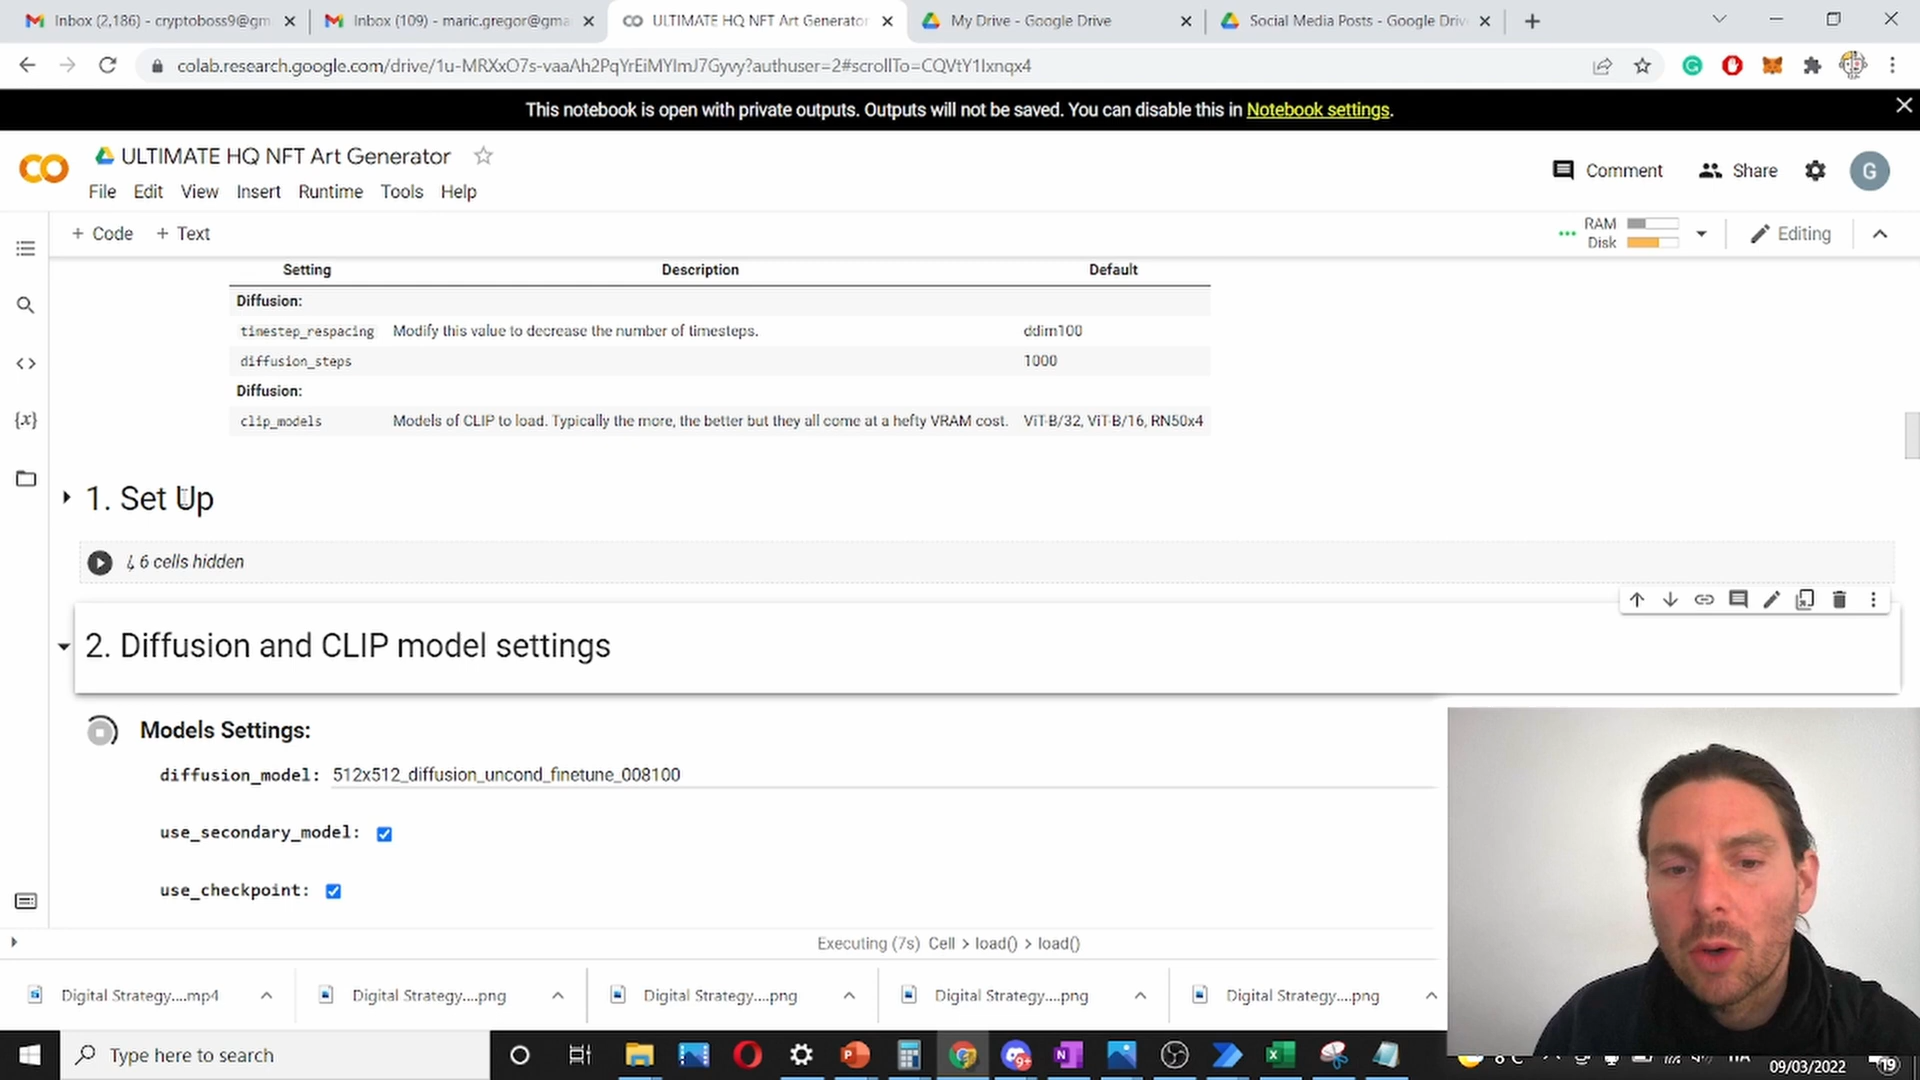 Inbox (2,186) - cryptoboss9@gm
Inbox (109) - maric.gregor@gma
ULTIMATE HQ NFT Art Generator
My Drive - Google Drive
Social Media Posts - Google Driv
colab.research.google.com/drive/1u-MRXxO7s-vaaAh2PqYrEiMYImJ7Gyvy?authuser=2#scrollTo=CQVtY1Ixnqx4
This notebook is open with private outputs. Outputs will not be saved. You can disable this in Notebook settings.
ULTIMATE HQ NFT Art Generator
File Edit View Insert Runtime Tools Help
Comment
Share
G
+ Code + Text
RAM
Disk
Editing
Setting Description Default
Diffusion:
timestep_respacing Modify this value to decrease the number of timesteps. ddim100
diffusion_steps 1000
Diffusion:
clip_models Models of CLIP to load. Typically the more, the better but they all come at a hefty VRAM cost. ViT-B/32, ViT-B/16, RN50x4
1. Set Up
6 cells hidden
2. Diffusion and CLIP model settings
Models Settings:
diffusion_model: 512x512_diffusion_uncond_finetune_008100
use_secondary_model:
use_checkpoint:
Executing (7s) Cell > load() > load()
Digital Strategy....mp4
Digital Strategy....png
Digital Strategy....png
Digital Strategy....png
Digital Strategy....png
Type here to search
09/03/2022
19